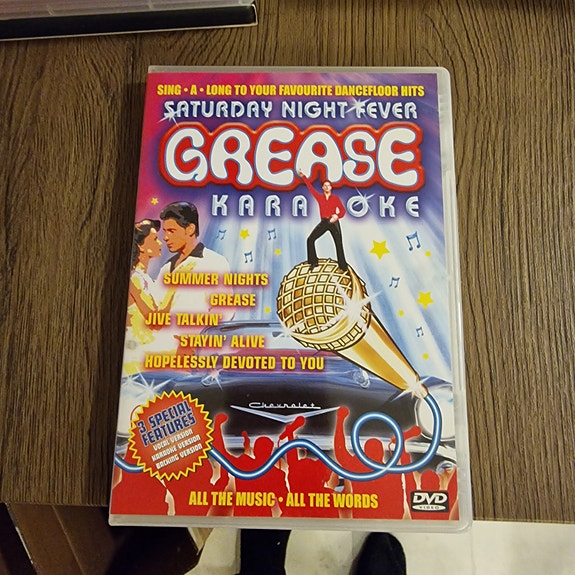 SING • A • LONG TO YOUR FAVOURITE DANCEFLOOR HITS
SATURDAY NIGHT FEVER
GREASE
KARAOKE
SUMMER NIGHTS
GREASE
JIVE TALKIN'
STAYIN' ALIVE
HOPELESSLY DEVOTED TO YOU
Chevrolet
3 SPECIAL
FEATURES
VOCAL VERSION
KARAOKE VERSION
BACKING VERSION
ALL THE MUSIC • ALL THE WORDS
DVD
VIDEO